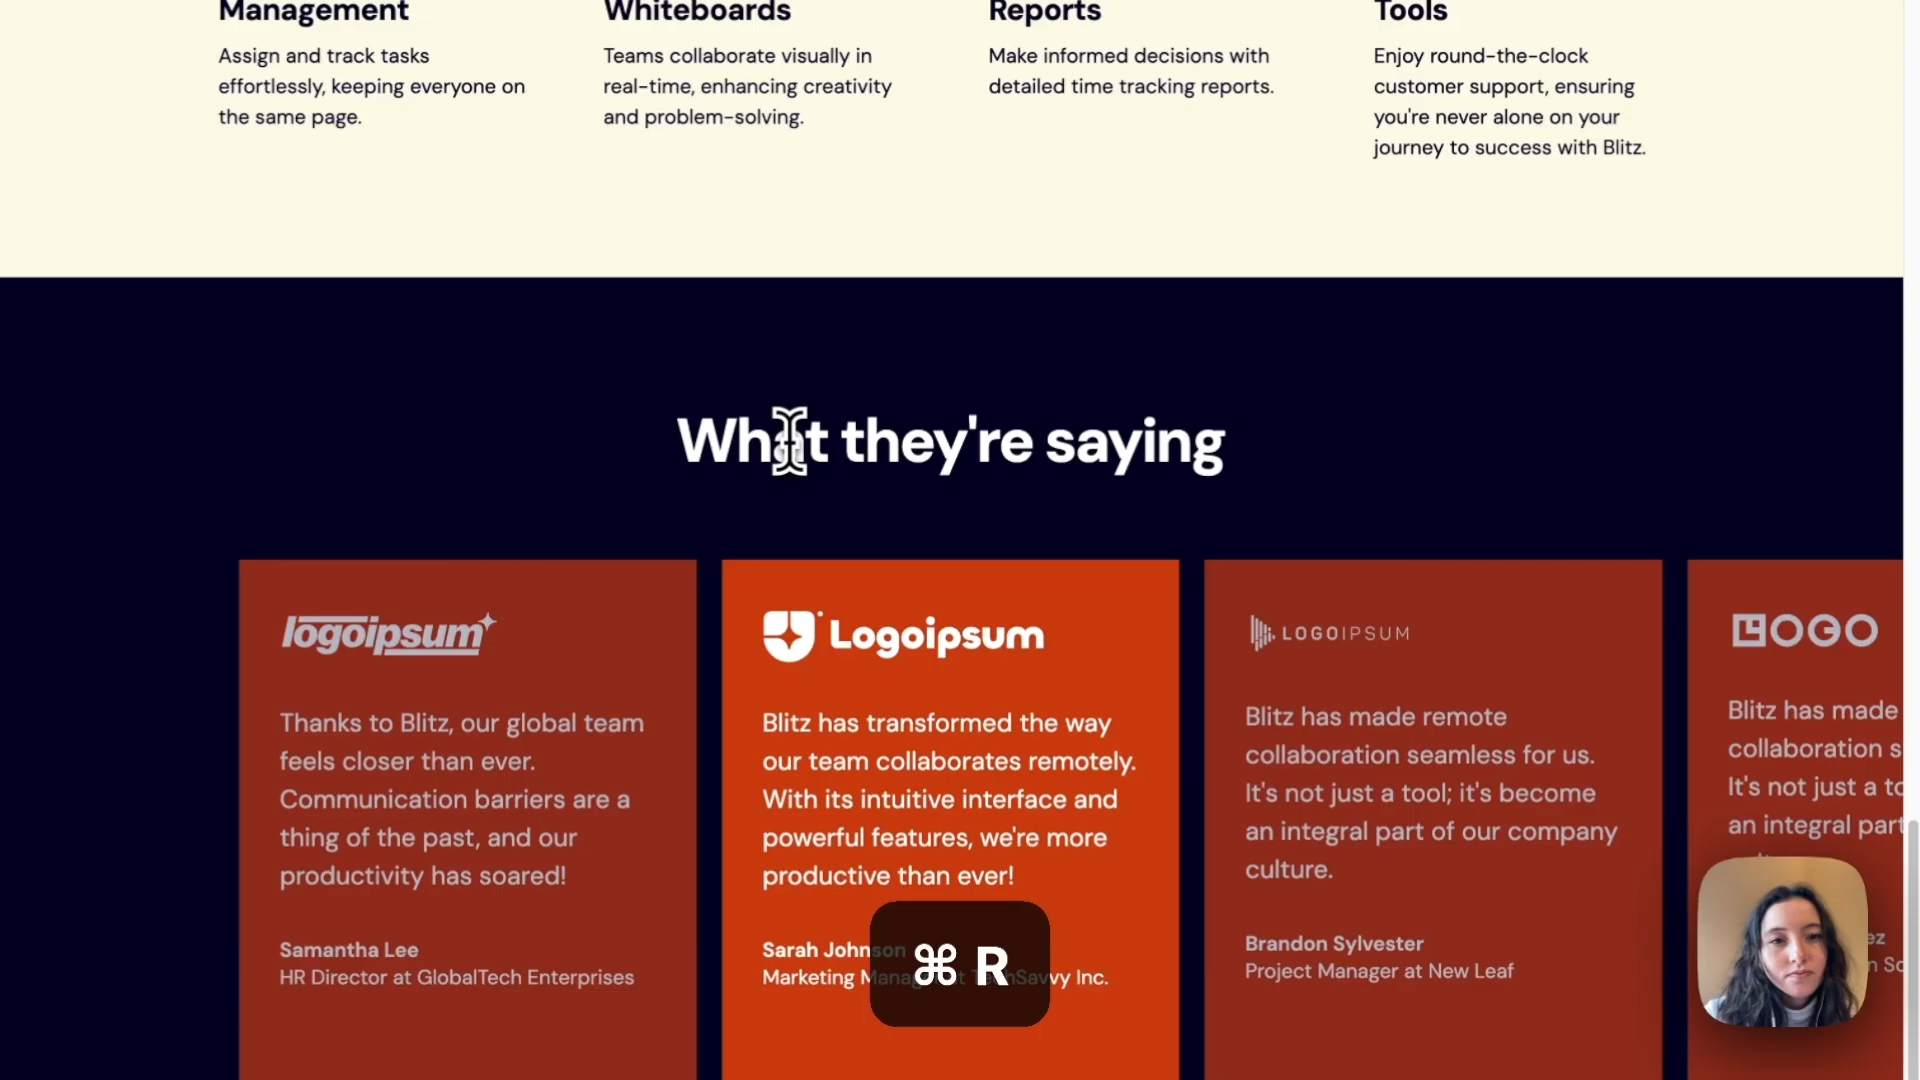 Management
Assign and track tasks
effortlessly, keeping everyone on
the same page.
Whiteboards
Teams collaborate visually in
real-time, enhancing creativity
and problem-solving.
Reports
Make informed decisions with
detailed time tracking reports.
Tools
Enjoy round-the-clock
customer support, ensuring
you're never alone on your
journey to success with Blitz.
What they're saying
logoipsum
Thanks to Blitz, our global team
feels closer than ever.
Communication barriers are a
thing of the past, and our
productivity has soared!
Samantha Lee
HR Director at GlobalTech Enterprises
Logoipsum
Blitz has transformed the way
our team collaborates remotely.
With its intuitive interface and
powerful features, we're more
productive than ever!
Sarah Johnson
Marketing Manager at TechSavvy Inc.
LOGOIPSUM
Blitz has made remote
collaboration seamless for us.
It's not just a tool; it's become
an integral part of our company
culture.
Brandon Sylvester
Project Manager at New Leaf
LOGO
Blitz has made
collaboration s
It's not just a to
an integral part
ez
n Sc
⌘ R